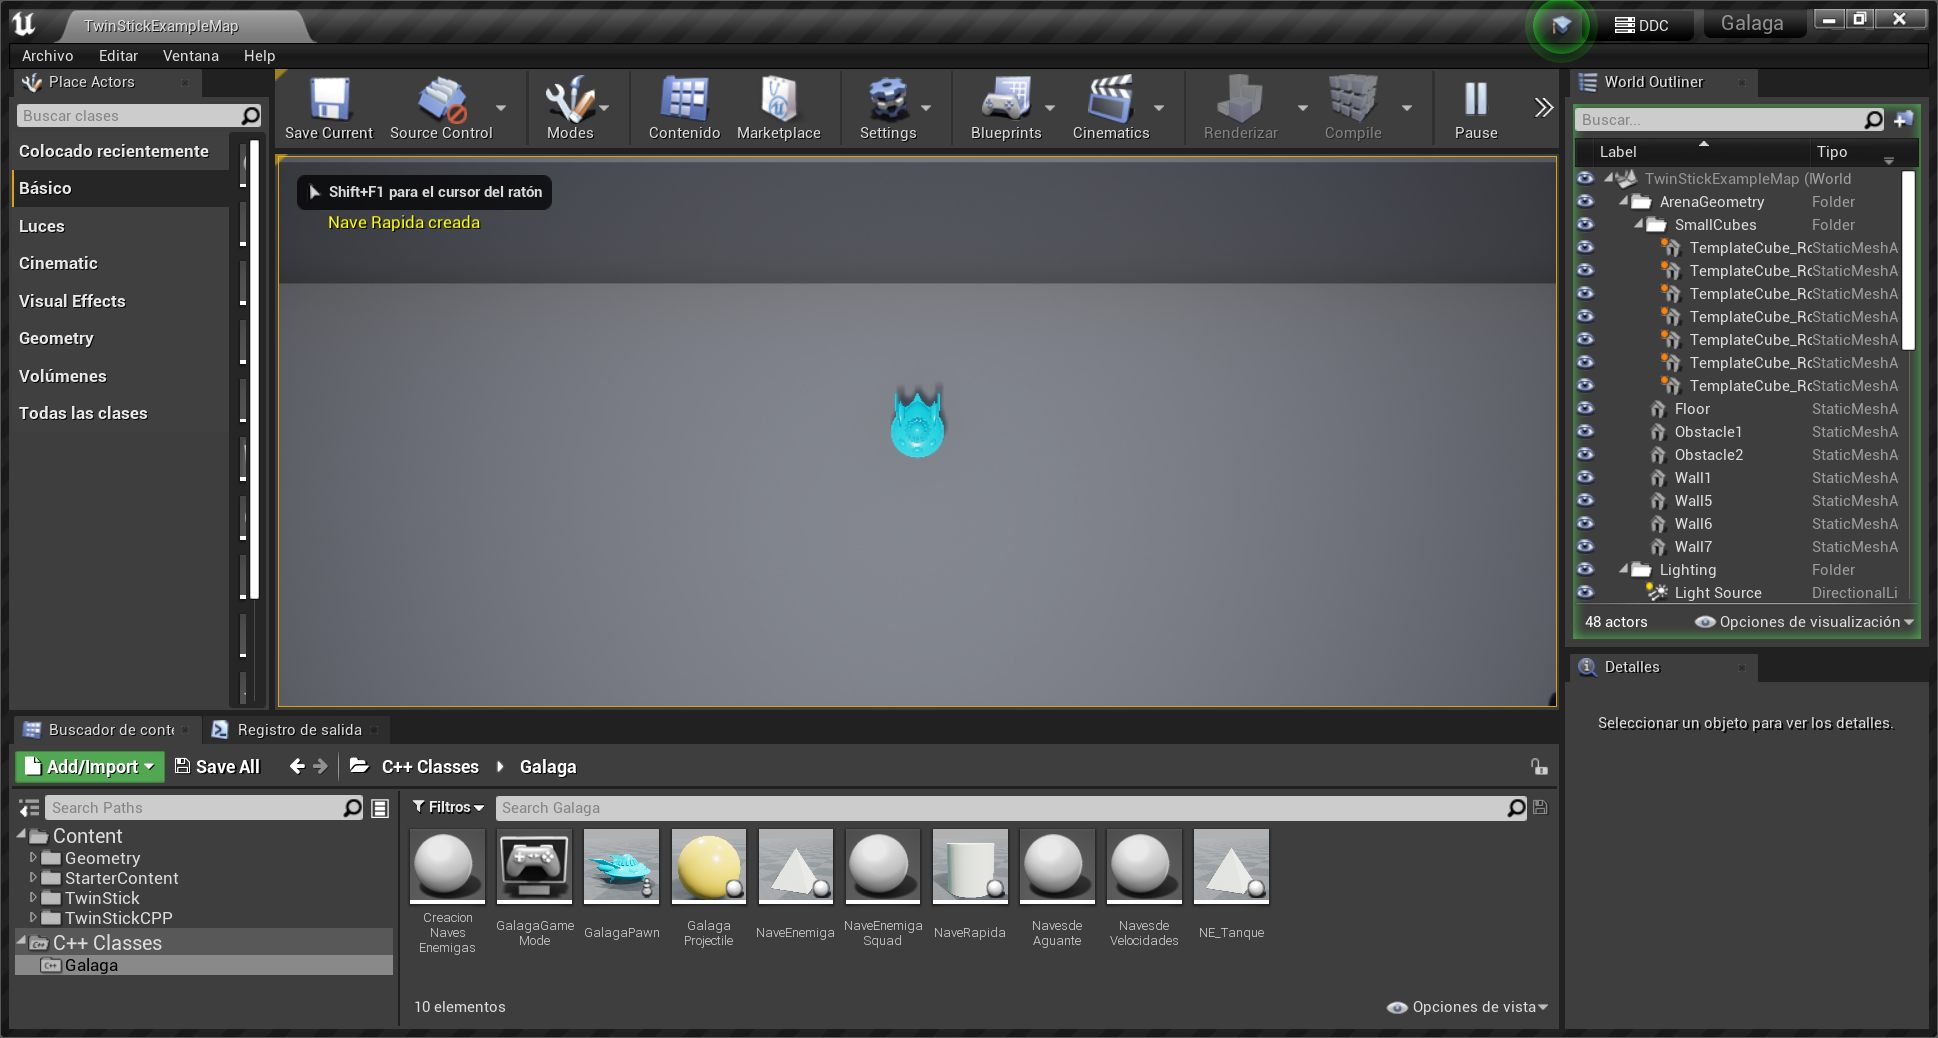 TwinStickExampleMap
DDC
Galaga
Archivo
Editar
Ventana
Help
Place Actors
Buscar clases
Colocado recientemente
Básico
Luces
Cinematic
Visual Effects
Geometry
Volúmenes
Todas las clases
Save Current
Source Control
Modes
Contenido
Marketplace
Settings
Blueprints
Cinematics
Renderizar
Compile
Pause
Shift+F1 para el cursor del ratón
Nave Rapida creada
World Outliner
Buscar...
Label
Tipo
TwinStickExampleMap (
World
ArenaGeometry
Folder
SmallCubes
Folder
TemplateCube_Rc
StaticMeshA
TemplateCube_Rc
StaticMeshA
TemplateCube_Rc
StaticMeshA
TemplateCube_Rc
StaticMeshA
TemplateCube_Rc
StaticMeshA
TemplateCube_Rc
StaticMeshA
TemplateCube_Rc
StaticMeshA
Floor
StaticMeshA
Obstacle1
StaticMeshA
Obstacle2
StaticMeshA
Wall1
StaticMeshA
Wall5
StaticMeshA
Wall6
StaticMeshA
Wall7
StaticMeshA
Lighting
Folder
Light Source
DirectionalLi
48 actors
Opciones de visualización
Detalles
Seleccionar un objeto para ver los detalles.
Buscador de conte
Registro de salida
Add/Import
Save All
C++ Classes
Galaga
Search Paths
Content
Geometry
StarterContent
TwinStick
TwinStickCPP
C++ Classes
Galaga
Filtros
Search Galaga
Creacion
Naves
Enemigas
GalagaGame
Mode
GalagaPawn
Galaga
Projectile
NaveEnemiga
NaveEnemiga
Squad
NaveRapida
Navesde
Aguante
Navesde
Velocidades
NE_Tanque
10 elementos
Opciones de vista